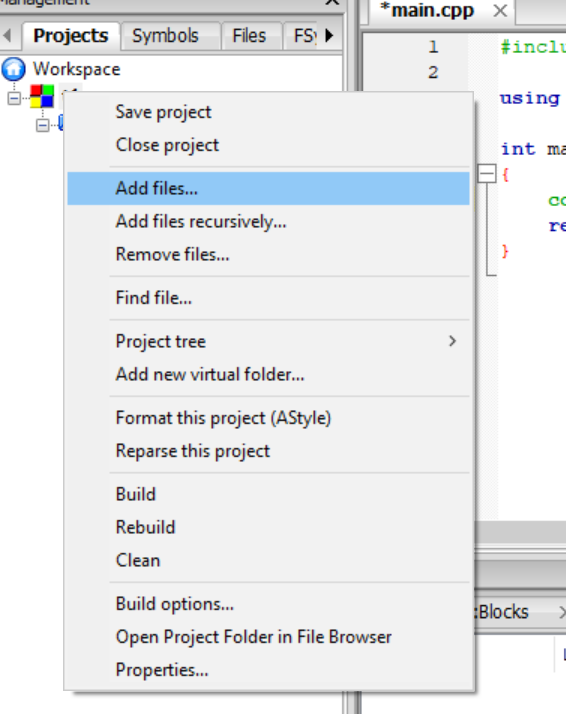 Management
*main.cpp
Projects Symbols Files FSy
Workspace
Save project
Close project
Add files...
Add files recursively...
Remove files...
Find file...
Project tree
Add new virtual folder...
Format this project (AStyle)
Reparse this project
Build
Rebuild
Clean
Build options...
Open Project Folder in File Browser
Properties...
1 #inclu
2
using
int ma
{
co
re
}
:Blocks